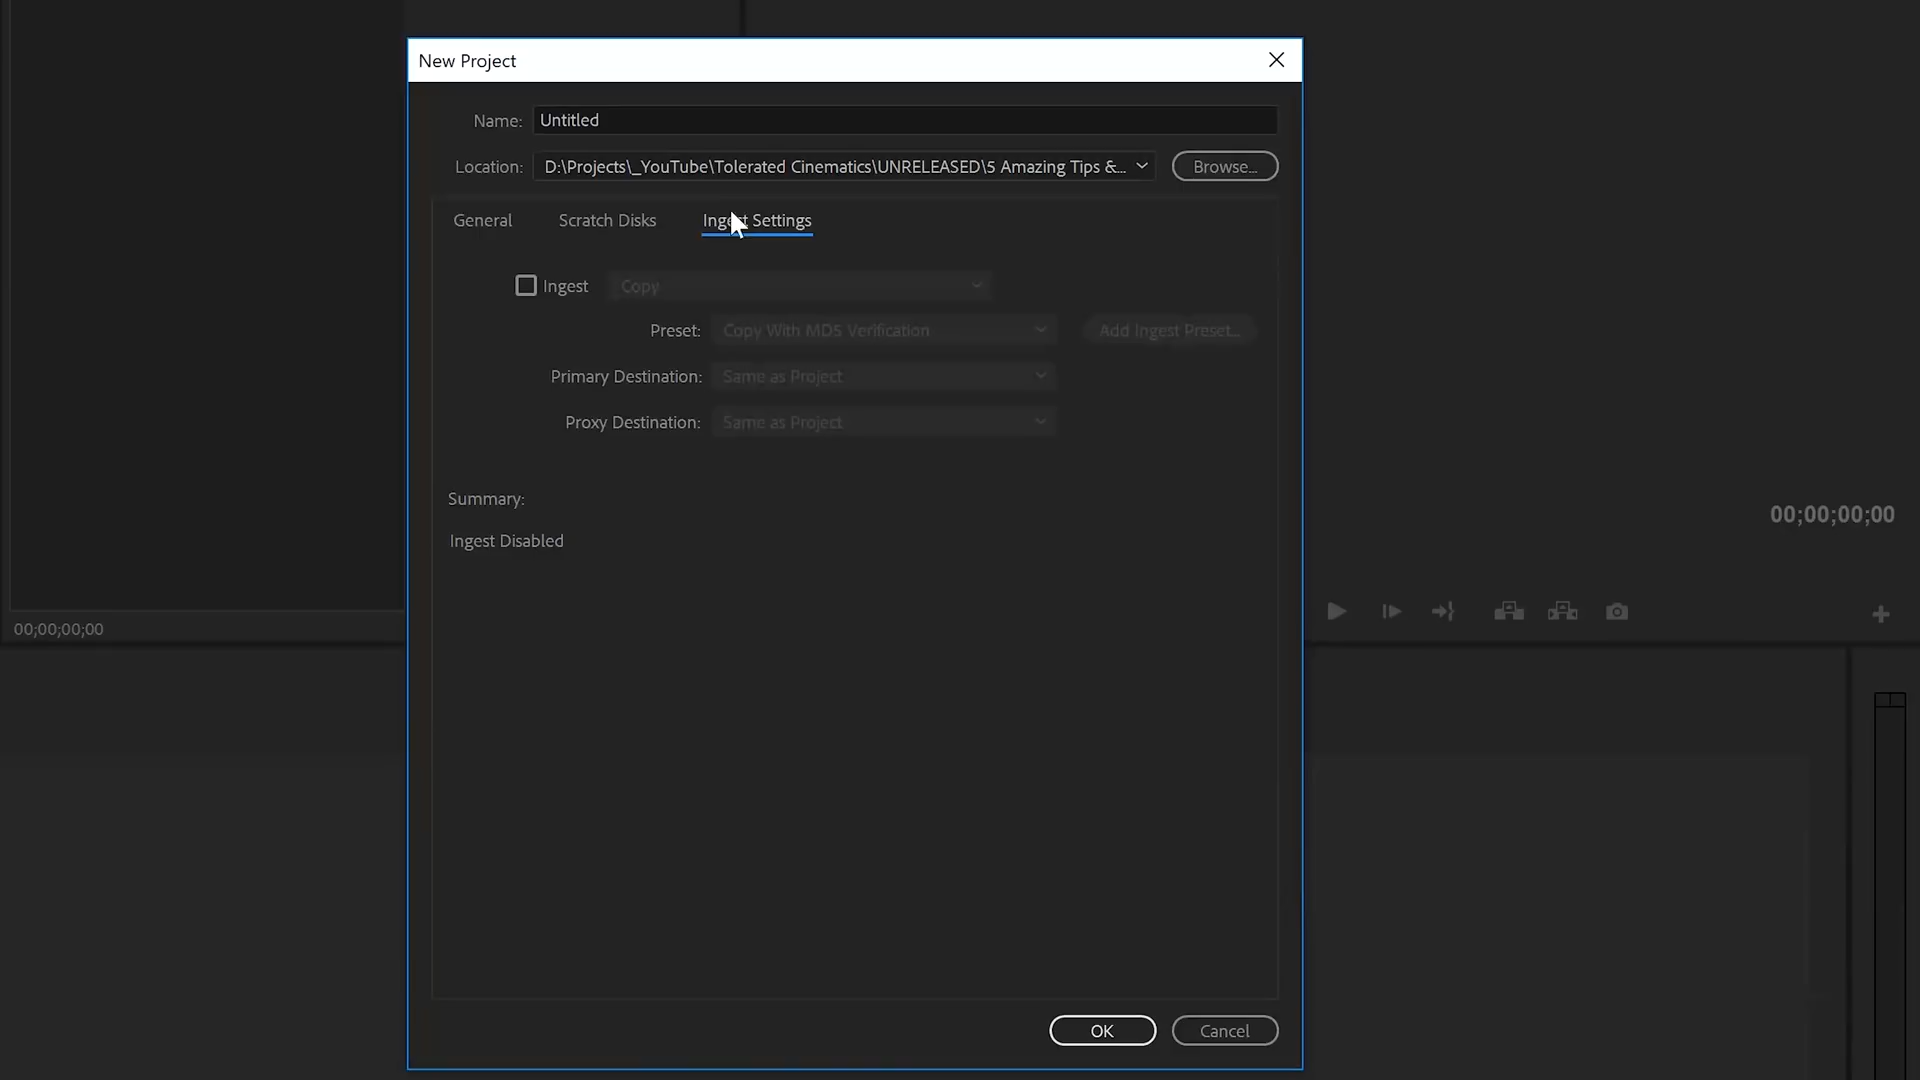 New Project
Name: Untitled
Location: D:\Projects\_YouTube\Tolerated Cinematics\UNRELEASED\5 Amazing Tips &... Browse...
General Scratch Disks Ingest Settings
Ingest Copy
Preset: Copy With MD5 Verification Add Ingest Preset...
Primary Destination: Same as Project
Proxy Destination: Same as Project
Summary:
Ingest Disabled
00;00;00;00
00;00;00;00
OK Cancel